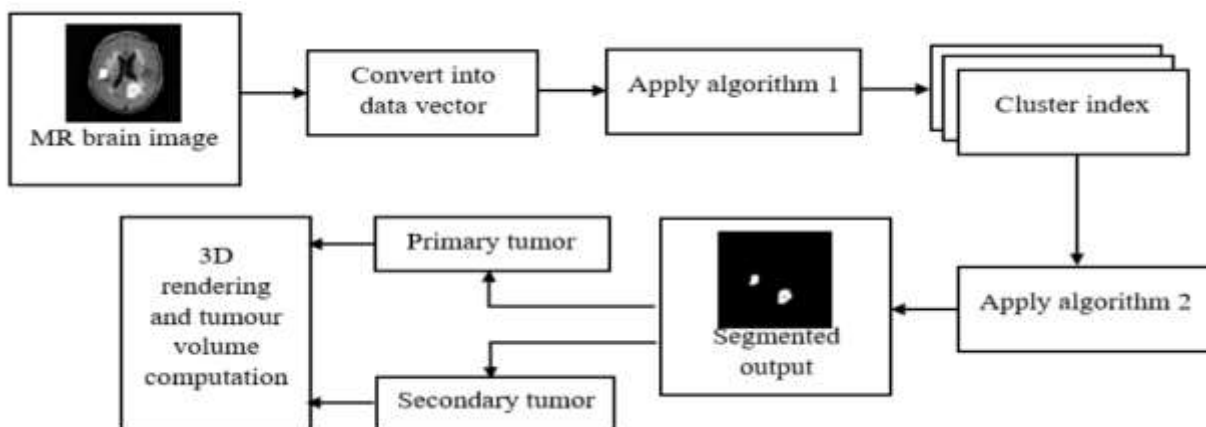 MR brain image
Convert into
data vector
Apply algorithm 1
Cluster index
Apply algorithm 2
Segmented
output
Primary tumor
Secondary tumor
3D
rendering
and tumour
volume
computation